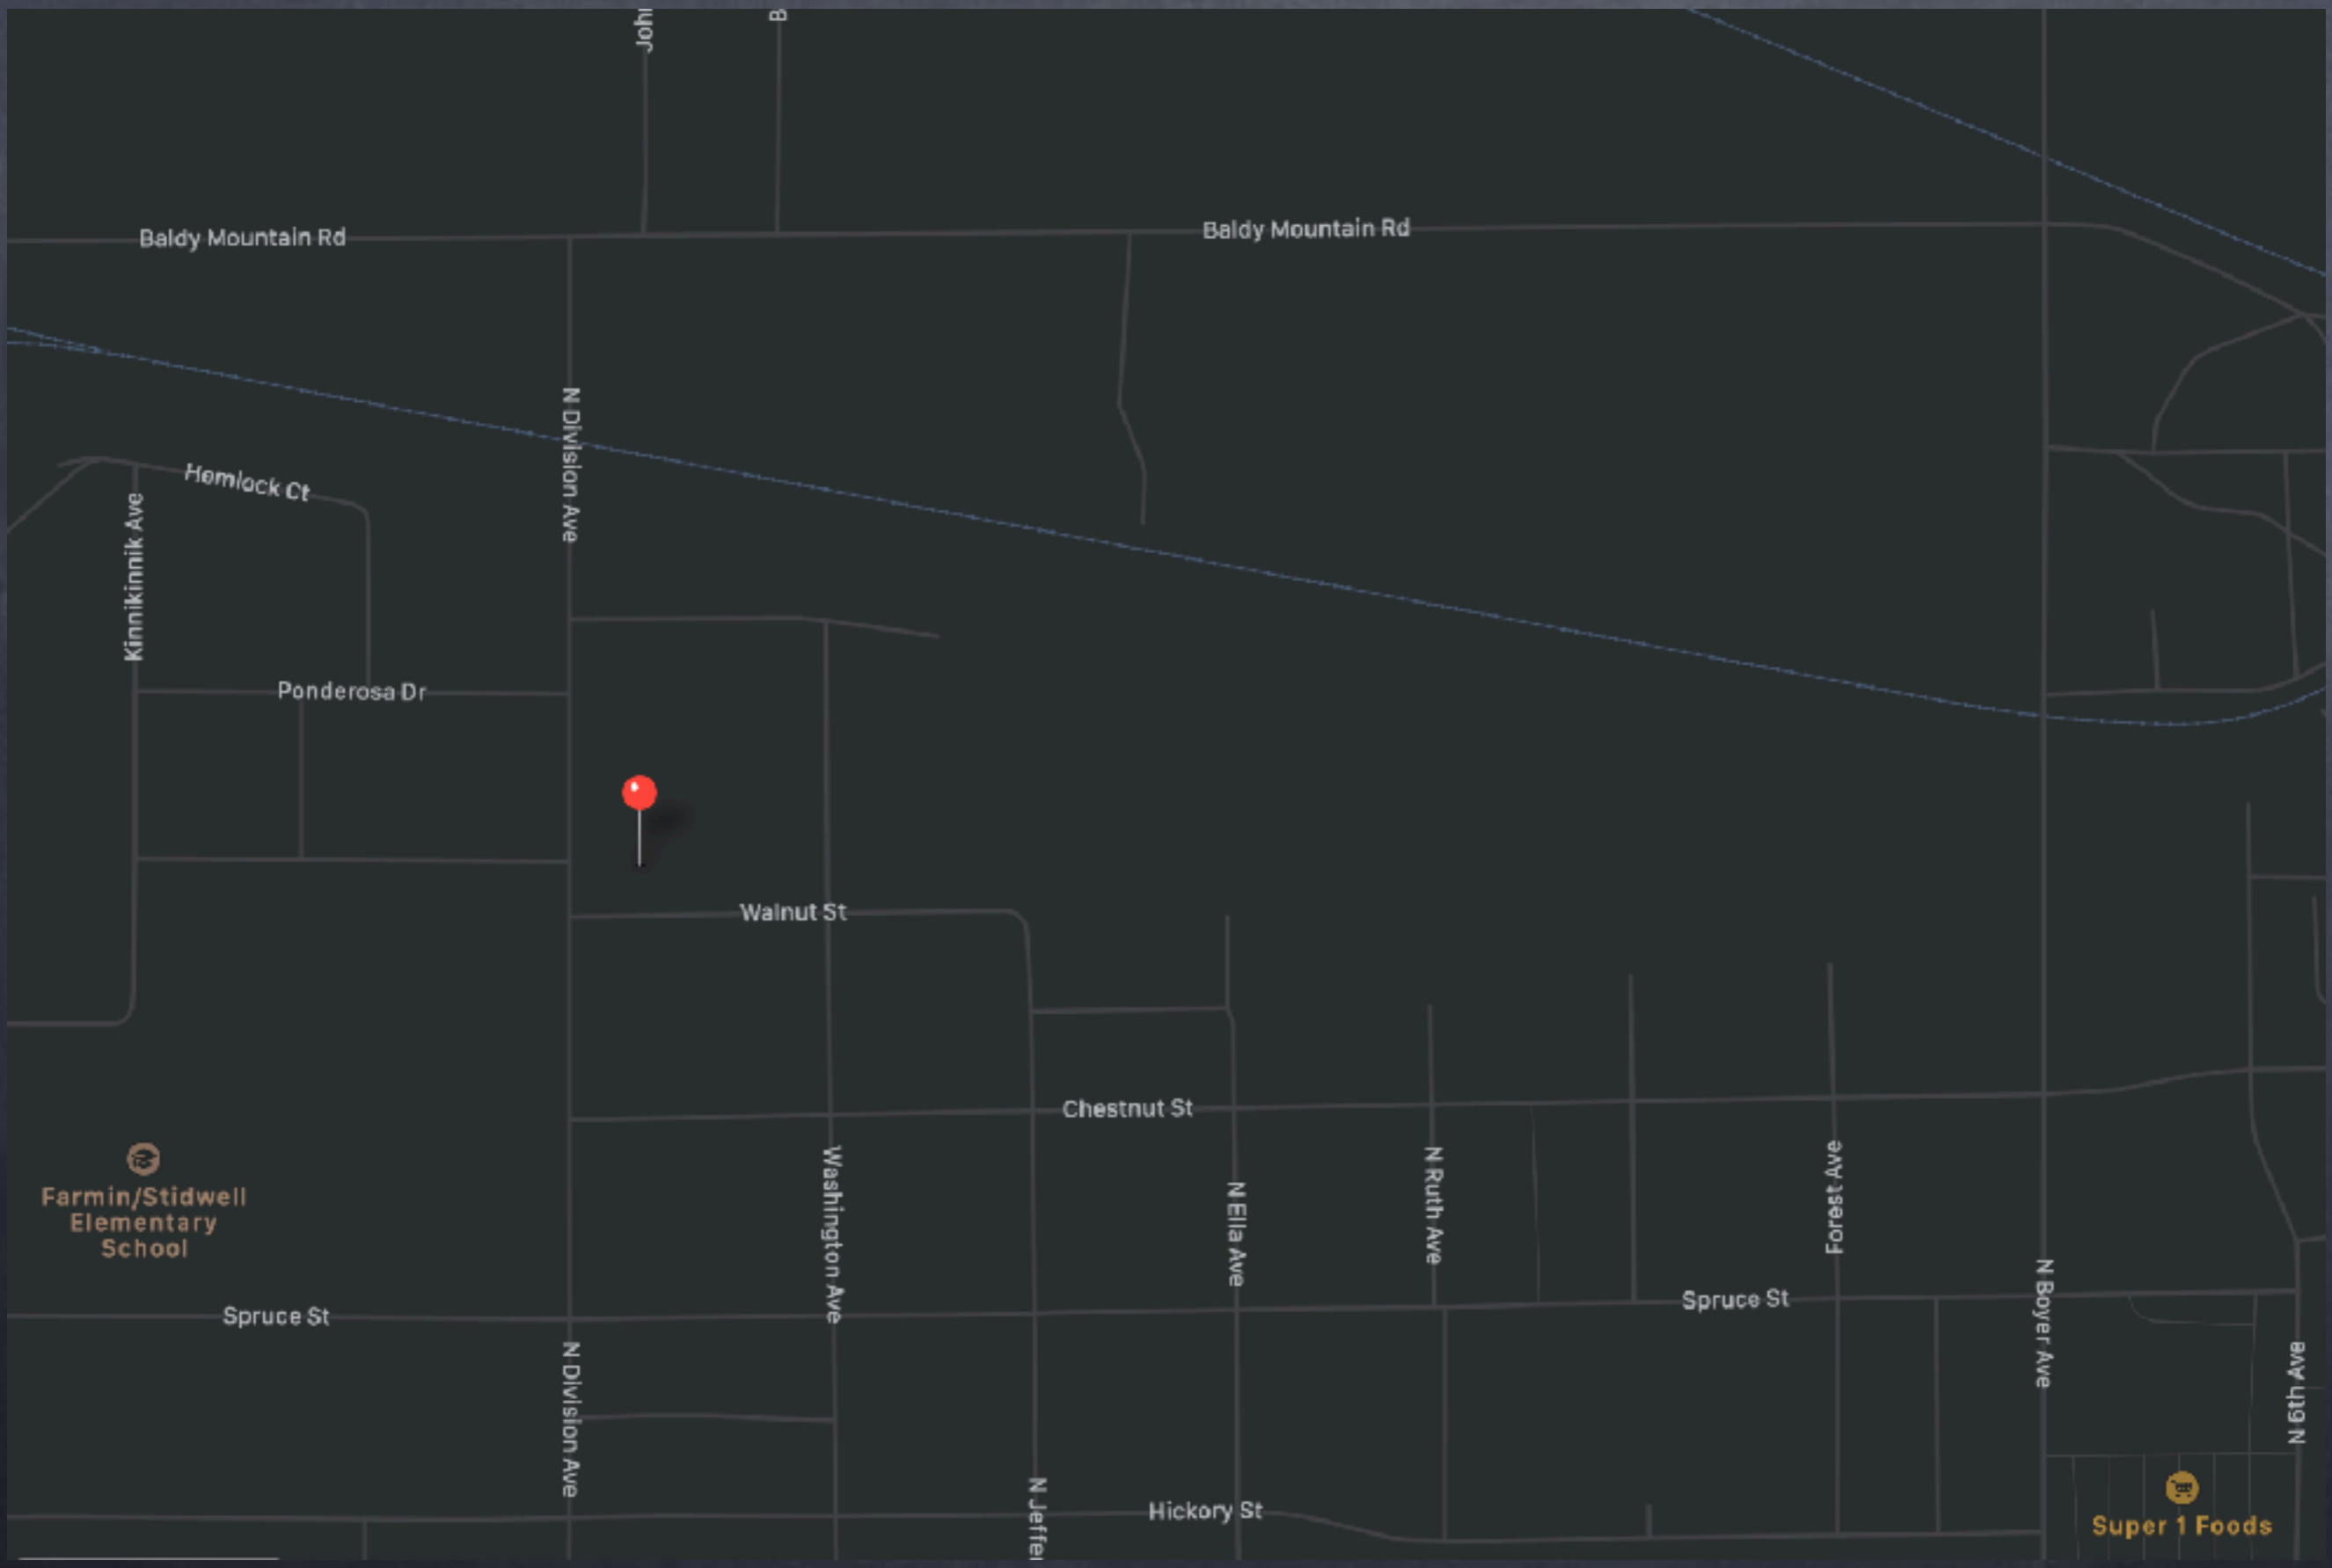 B
Baldy Mountain Rd
Baldy Mountain Rd
N Division Ave
Hemlock Ct
Kinnikinnik Ave
Ponderosa Dr
Walnut St
Chestnut St
Farmin/Stidwell
Elementary
School
Washington Ave
N Ella Ave
N Ruth Ave
Forest Ave
Spruce St
Spruce St
N Boyer Ave
N Division Ave
N 6th Ave
N Jeffe
Hickory St
Super 1 Foods